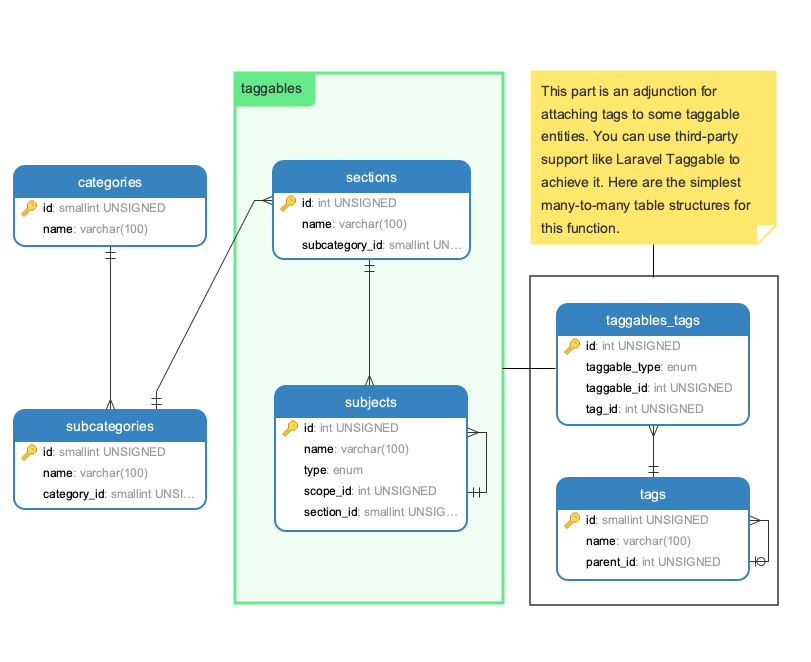 taggables
This part is an adjunction for
attaching tags to some taggable
entities. You can use third-party
support like Laravel Taggable to
achieve it. Here are the simplest
many-to-many table structures for
this function.
categories
id: smallint UNSIGNED
name: varchar(100)
sections
id: int UNSIGNED
name: varchar(100)
subcategory_id: smallint UN...
taggables_tags
id: int UNSIGNED
taggable_type: enum
taggable_id: int UNSIGNED
tag_id: int UNSIGNED
subcategories
id: smallint UNSIGNED
name: varchar(100)
category_id: smallint UNSI...
subjects
id: int UNSIGNED
name: varchar(100)
type: enum
scope_id: int UNSIGNED
section_id: smallint UNSIG...
tags
id: smallint UNSIGNED
name: varchar(100)
parent_id: int UNSIGNED